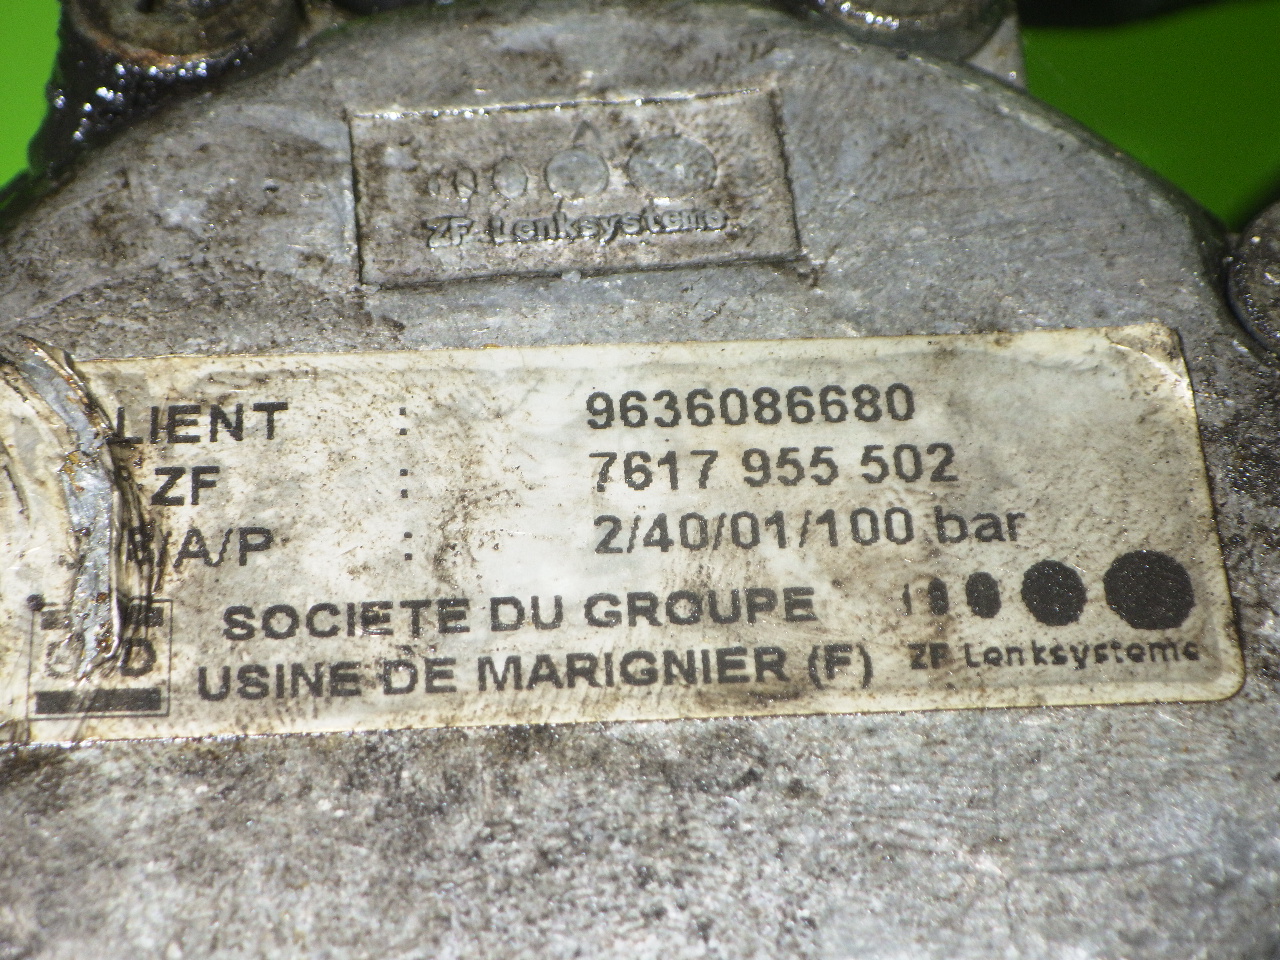 ZF Lenksysteme
LIENT : 9636086680
ZF : 7617 955 502
/A/P : 2/40/01/100 bar
SOCIETE DU GROUPE
USINE DE MARIGNIER (F)
ZF Lenksysteme